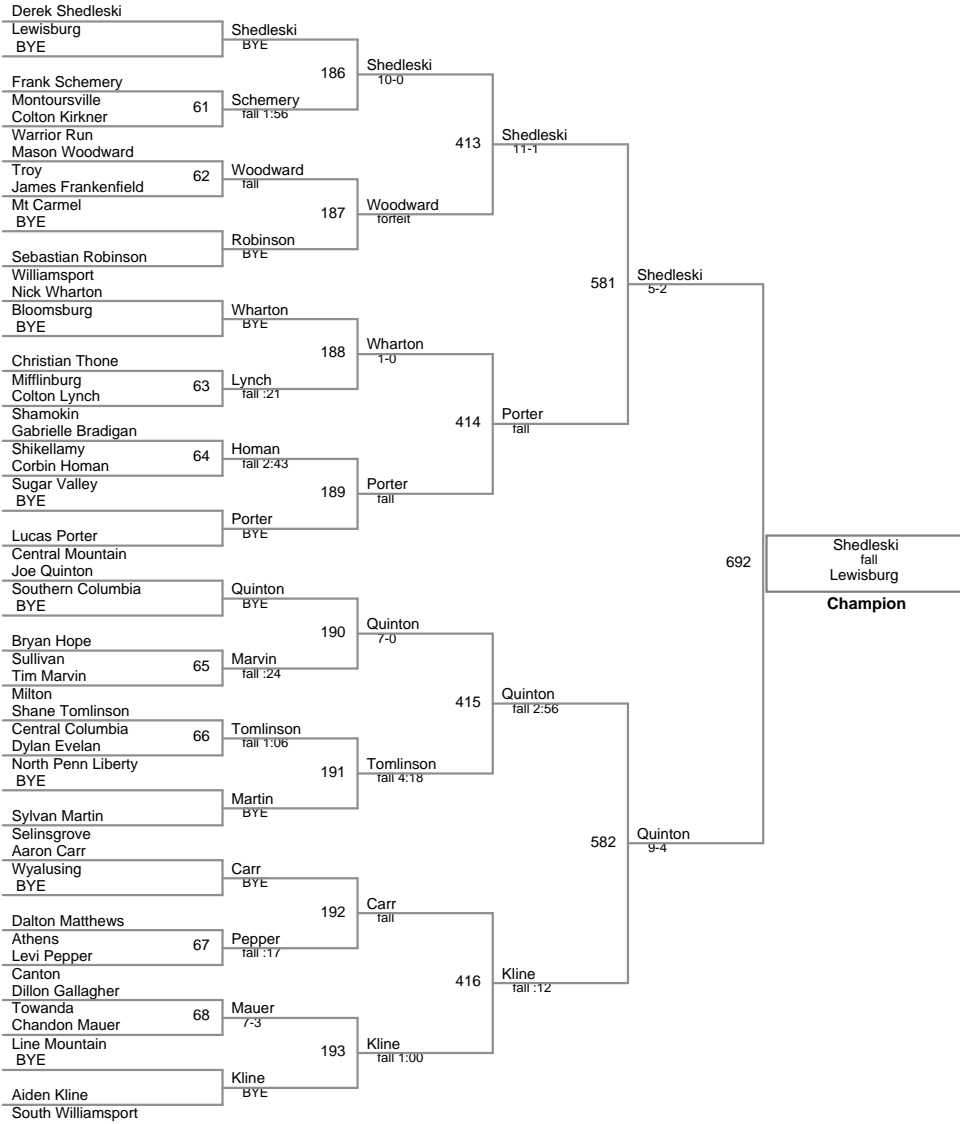 Derek Shedleski
Lewisburg
BYE
Frank Schemery
Montoursville
Colton Kirkner
Warrior Run
Mason Woodward
Troy
James Frankenfield
Mt Carmel
BYE
Sebastian Robinson
Williamsport
Nick Wharton
Bloomsburg
BYE
Christian Thone
Mifflinburg
Colton Lynch
Shamokin
Gabrielle Bradigan
Shikellamy
Corbin Homan
Sugar Valley
BYE
Lucas Porter
Central Mountain
Joe Quinton
Southern Columbia
BYE
Bryan Hope
Sullivan
Tim Marvin
Milton
Shane Tomlinson
Central Columbia
Dylan Evelan
North Penn Liberty
BYE
Sylvan Martin
Selinsgrove
Aaron Carr
Wyalusing
BYE
Dalton Matthews
Athens
Levi Pepper
Canton
Dillon Gallagher
Towanda
Chandon Mauer
Line Mountain
BYE
Aiden Kline
South Williamsport
61
62
63
64
65
66
67
68
Shedleski
BYE
Schemery
fall 1:56
Woodward
fall
Robinson
BYE
Wharton
BYE
Lynch
fall :21
Homan
fall 2:43
Porter
BYE
Quinton
BYE
Marvin
fall :24
Tomlinson
fall 1:06
Martin
BYE
Carr
BYE
Pepper
fall :17
Mauer
7-3
Kline
BYE
186
187
188
189
190
191
192
193
Shedleski
10-0
Woodward
forfeit
Wharton
1-0
Porter
fall
Quinton
7-0
Tomlinson
fall 4:18
Carr
fall
Kline
fall 1:00
413
414
415
416
Shedleski
11-1
Porter
fall
Quinton
fall 2:56
Kline
fall :12
581
582
Shedleski
5-2
Quinton
9-4
692
Shedleski
fall
Lewisburg
Champion